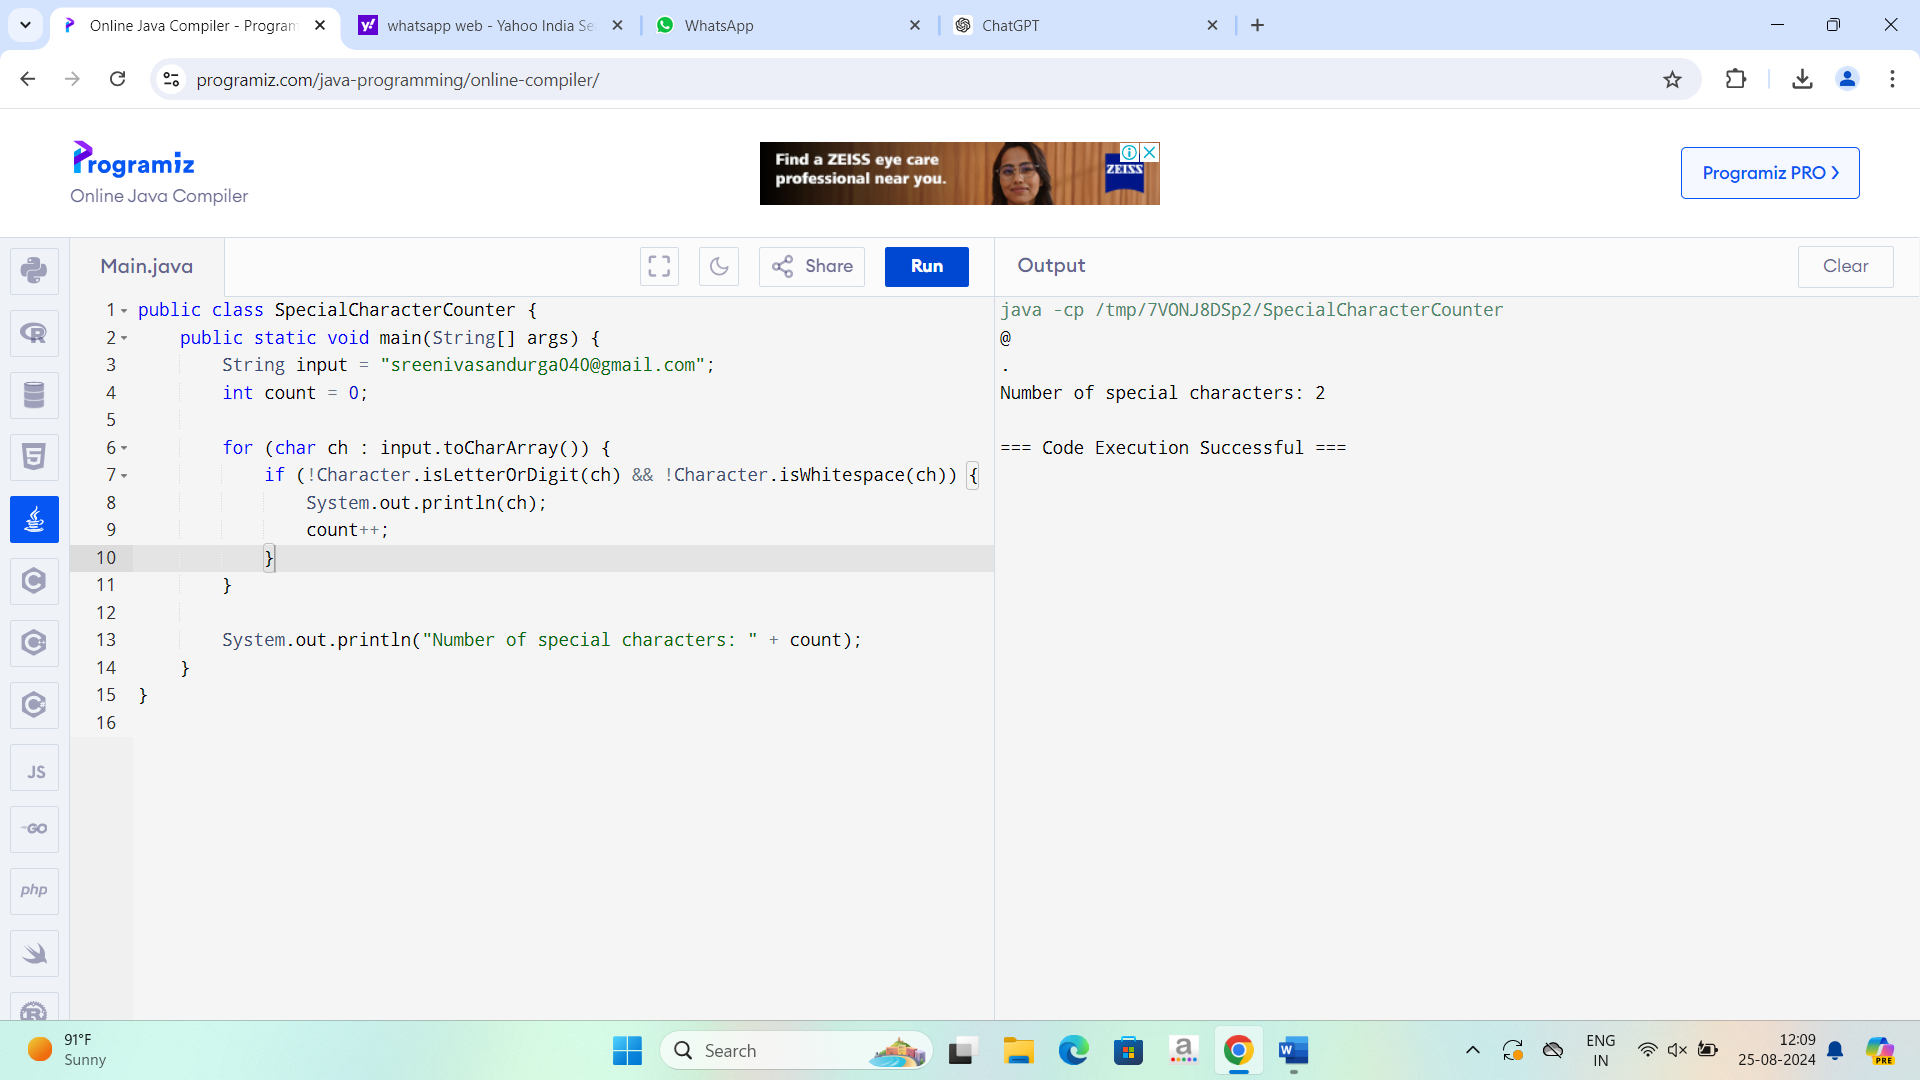 Online Java Compiler - Program
whatsapp web - Yahoo India Se
WhatsApp
ChatGPT
programiz.com/java-programming/online-compiler/
Programiz
Online Java Compiler
Find a ZEISS eye care
professional near you.
ZEISS
Programiz PRO
Main.java
Share
Run
Output
Clear
1 public class SpecialCharacterCounter {
2 public static void main(String[] args) {
3 String input = "sreenivasandurga040@gmail.com";
4 int count = 0;
5
6 for (char ch : input.toCharArray()) {
7 if (!Character.isLetterOrDigit(ch) && !Character.isWhitespace(ch)) {
8 System.out.println(ch);
9 count++;
10 }
11 }
12
13 System.out.println("Number of special characters: " + count);
14 }
15 }
16
java -cp /tmp/7VONJ8DSp2/SpecialCharacterCounter
@
.
Number of special characters: 2
=== Code Execution Successful ===
JS
GO
php
91°F
Sunny
Search
ENG
IN
12:09
25-08-2024
PRE